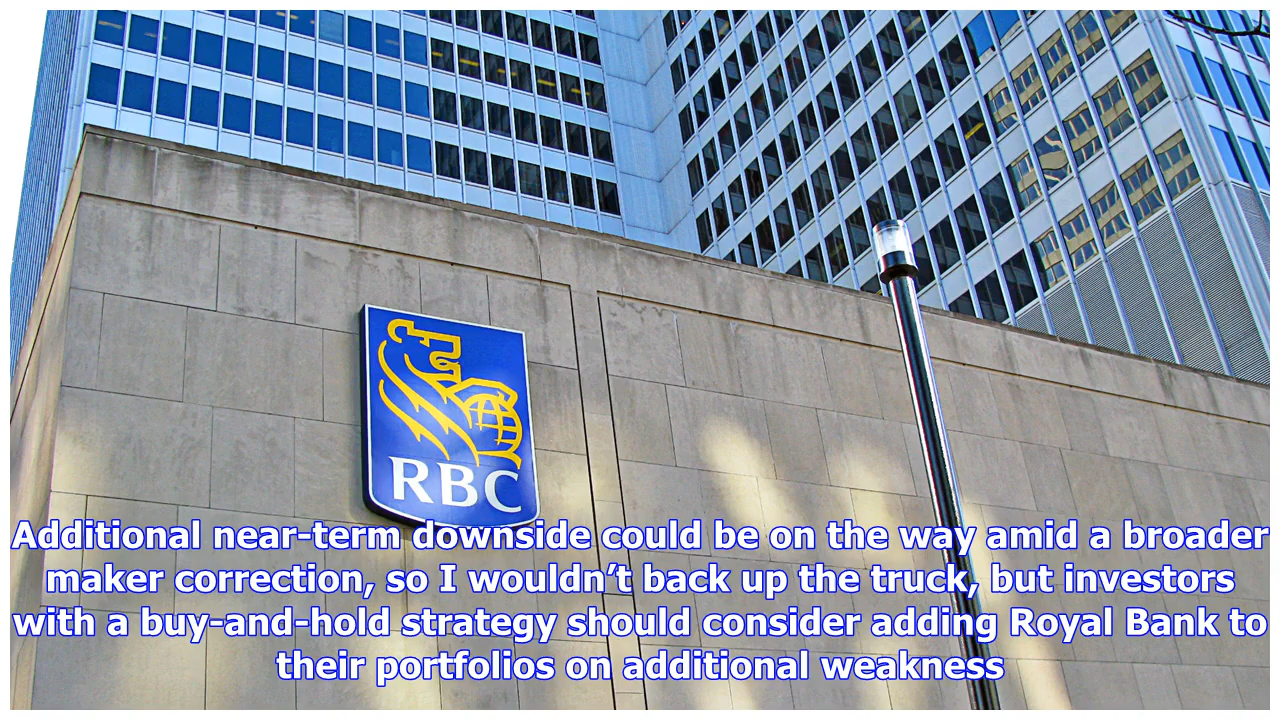 RBC
Additional near-term downside could be on the way amid a broader
maker correction, so I wouldn’t back up the truck, but investors
with a buy-and-hold strategy should consider adding Royal Bank to
their portfolios on additional weakness